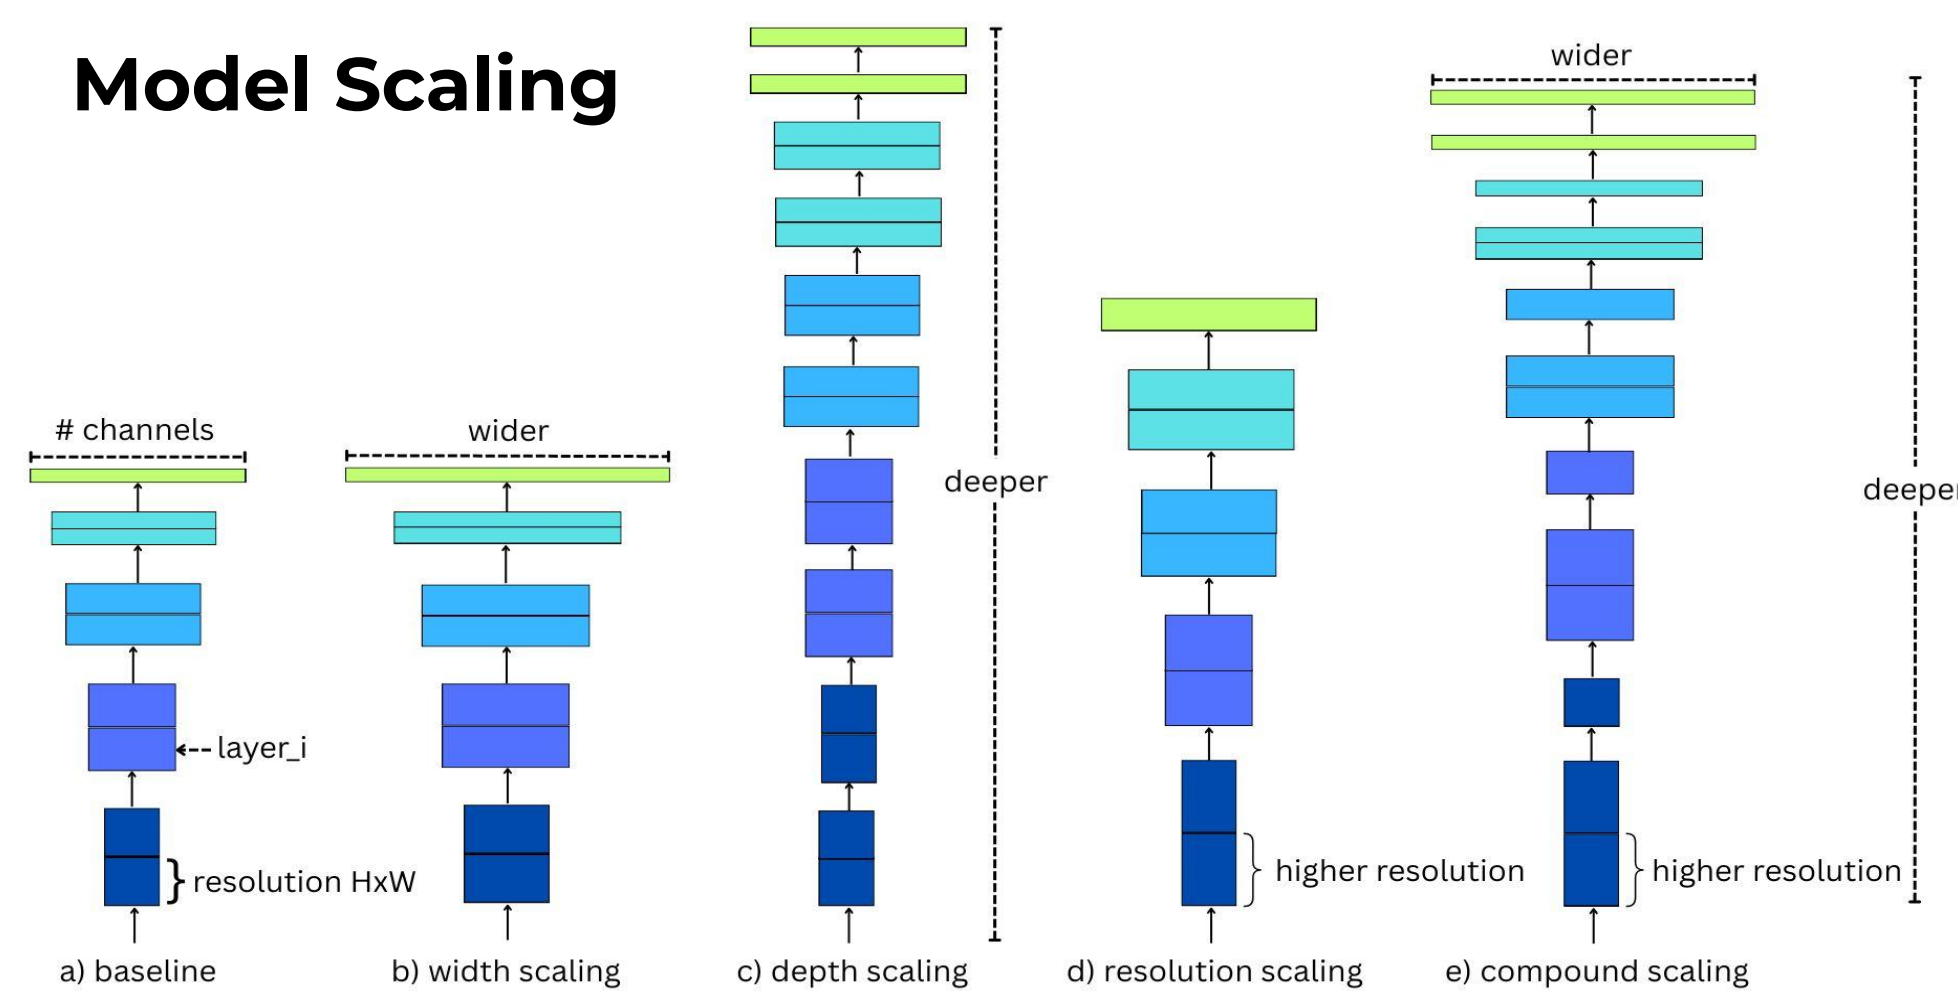 Model Scaling
# channels
layer_i
resolution HxW
a) baseline
wider
b) width scaling
deeper
c) depth scaling
higher resolution
d) resolution scaling
wider
deeper
higher resolution
e) compound scaling